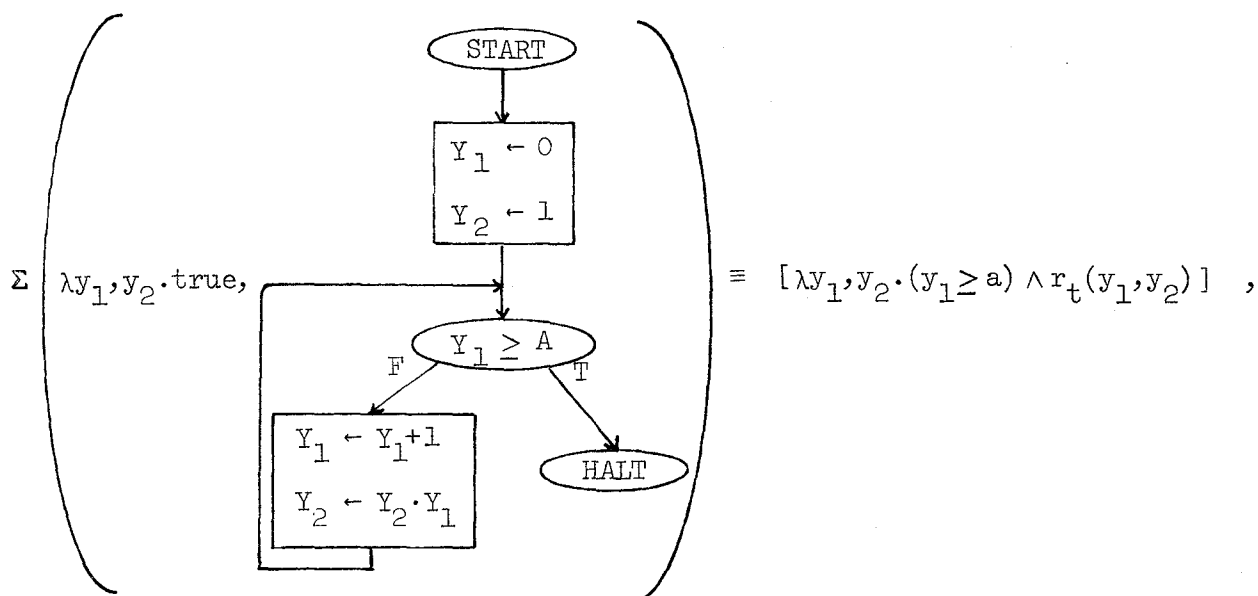 START
Y₁ ← 0
Y₂ ← 1
Σ λy₁,y₂.true, ≡ [λy₁,y₂.(y₁≥a) ∧ rₜ(y₁,y₂)] ,
Y₁ ≥ A
F T
Y₁ ← Y₁+1
HALT
Y₂ ← Y₂·Y₁